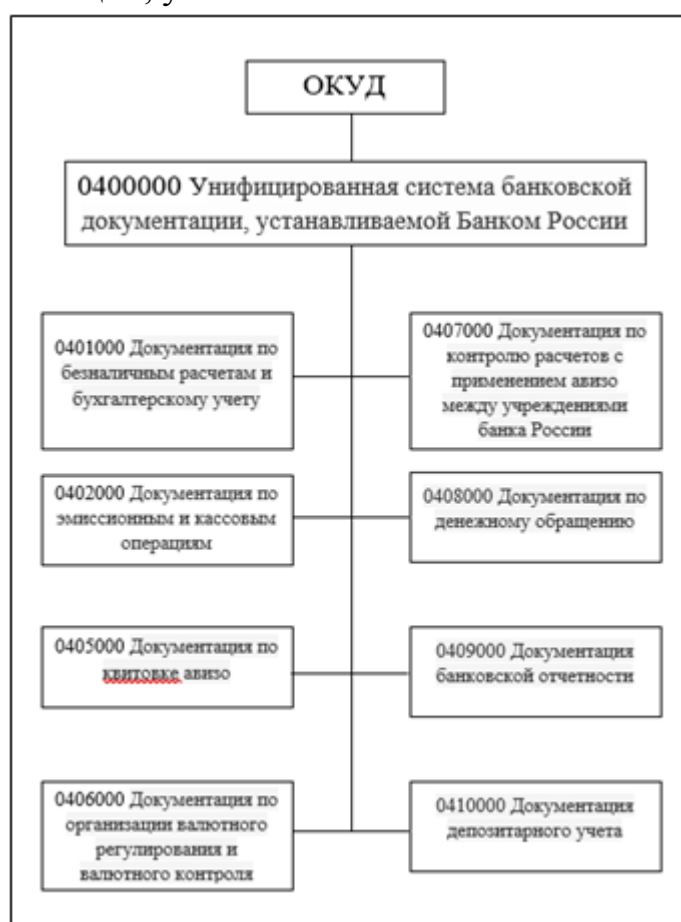 ОКУД
0400000 Унифицированная система банковской
документации, устанавливаемой Банком России
0401000 Документация по
безналичным расчетам и
бухгалтерскому учету
0402000 Документация по
эмиссионным и кассовым
операциям
0405000 Документация по
квитовке авизо
0406000 Документация по
организации валютного
регулирования и
валютного контроля
0407000 Документация по
контролю расчетов с
применением авизо
между учреждениями
банка России
0408000 Документация по
денежному обращению
0409000 Документация
банковской отчетности
0410000 Документация
депозитарного учета